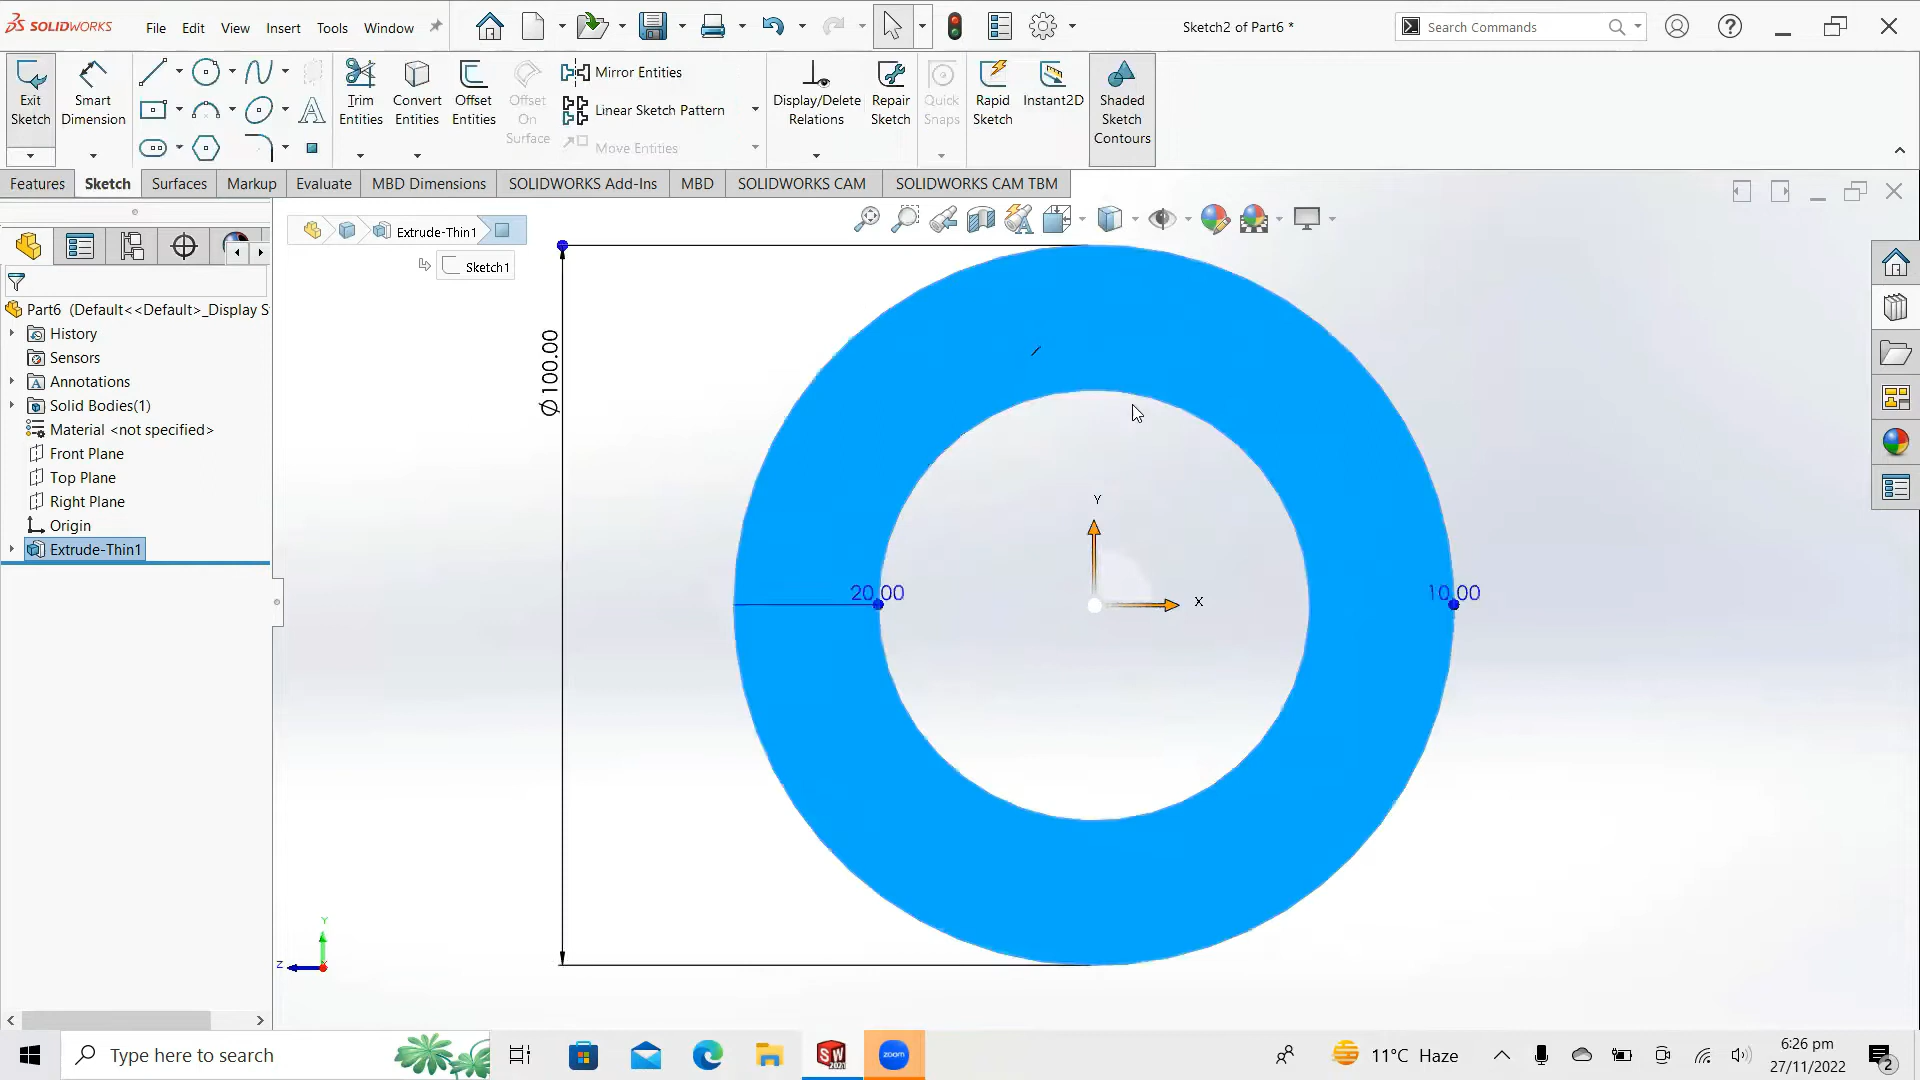 SOLIDWORKS
File Edit View Insert Tools Window
Sketch2 of Part6 *
Search Commands
Exit Sketch
Smart Dimension
Trim Entities
Convert Entities
Offset Entities
Offset On Surface
Mirror Entities
Linear Sketch Pattern
Move Entities
Display/Delete Relations
Repair Sketch
Quick Snaps
Rapid Sketch
Instant2D
Shaded Sketch Contours
Features Sketch Surfaces Markup Evaluate MBD Dimensions SOLIDWORKS Add-Ins MBD SOLIDWORKS CAM SOLIDWORKS CAM TBM
Extrude-Thin1
Sketch1
Part6 (Default<<Default>_Display S
History
Sensors
Annotations
Solid Bodies(1)
Material <not specified>
Front Plane
Top Plane
Right Plane
Origin
Extrude-Thin1
Ø100.00
Y
X
20.00
10.00
Y
Z
Type here to search
SW
2021
zoom
11°C Haze
6:26 pm
27/11/2022
2